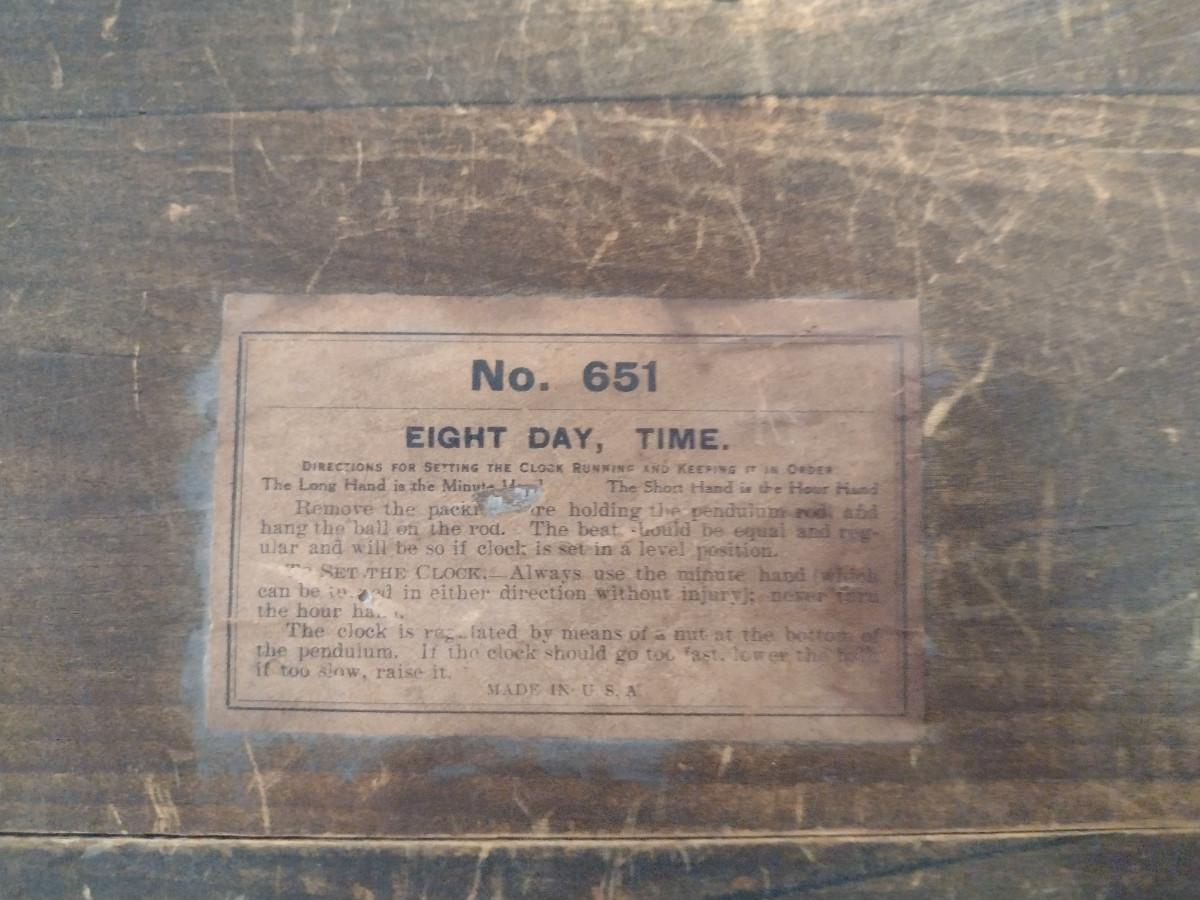 No. 651
EIGHT DAY, TIME.
DIRECTIONS FOR SETTING THE CLOCK RUNNING AND KEEPING IT IN ORDER
The Long Hand is the Minute Hand The Short Hand is the Hour Hand
Remove the holding the pendulum rod and
hang the ball on the rod. The beat should be equal and reg-
ular and will be so if clock is set in a level position.
TO SET THE CLOCK.—Always use the minute hand (which
can be in either direction without injury); never turn
the hour
The clock is regulated by means of a nut at the bottom of
the pendulum. If the clock should go too fast, lower the ball;
if too slow, raise it.
MADE IN U. S. A